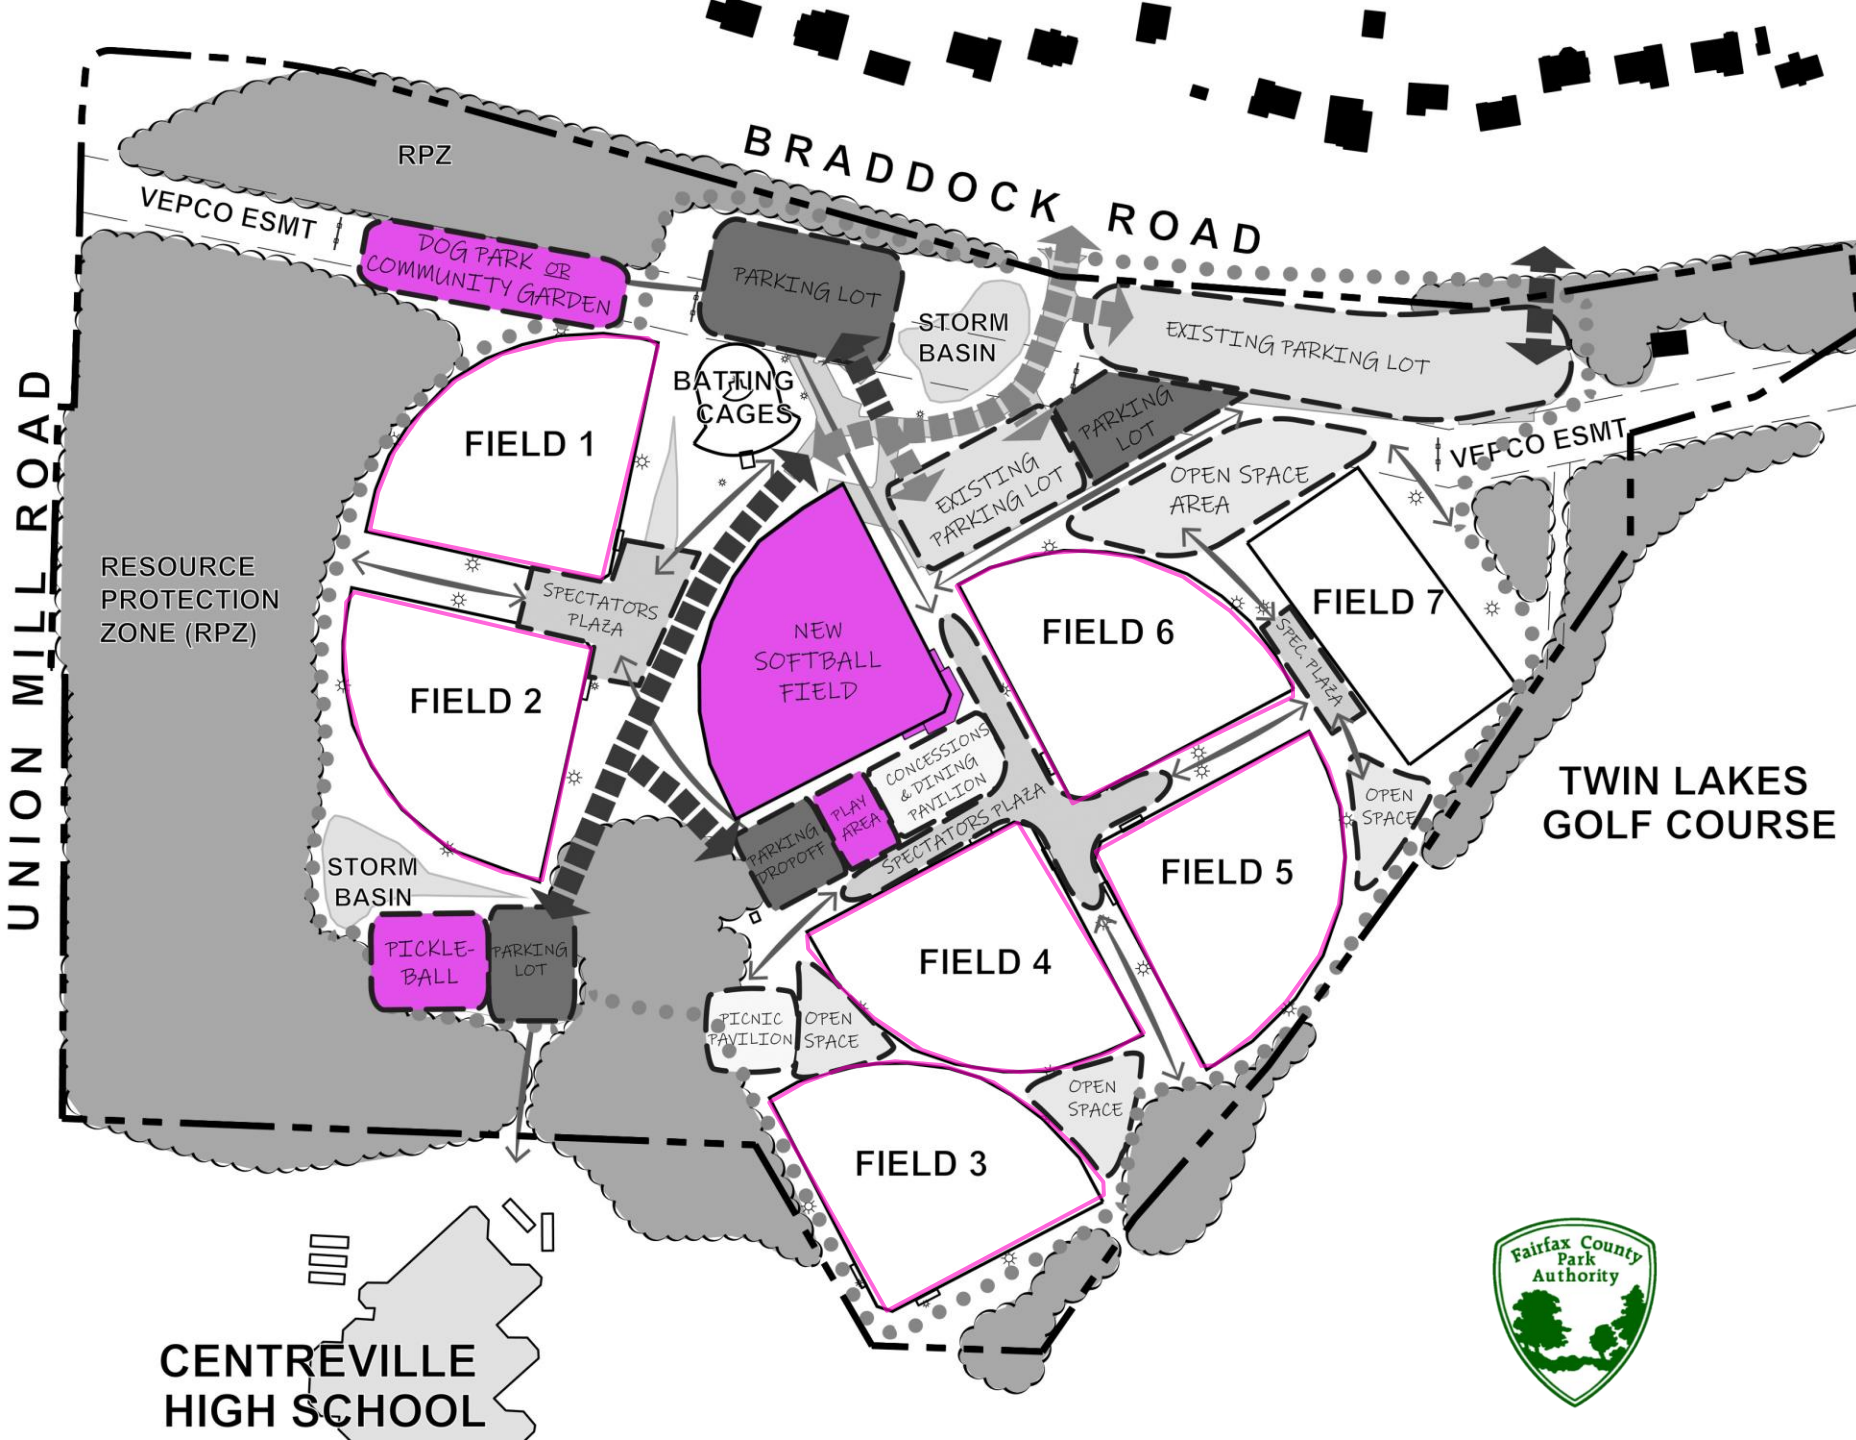 BRADDOCK ROAD
RPZ
VEPCO ESMT
DOG PARK OR
COMMUNITY GARDEN
PARKING LOT
STORM
BASIN
EXISTING PARKING LOT
BATTING
CAGES
PARKING
LOT
VEPCO ESMT
FIELD 1
EXISTING
PARKING LOT
OPEN SPACE
AREA
UNION MILL ROAD
RESOURCE
PROTECTION
ZONE (RPZ)
SPECTATORS
PLAZA
NEW
SOFTBALL
FIELD
FIELD 6
FIELD 7
SPEC. PLAZA
FIELD 2
CONCESSIONS
& DINING
PAVILION
PLAY
AREA
PARKING
DROPOFF
SPECTATORS PLAZA
OPEN
SPACE
TWIN LAKES
GOLF COURSE
STORM
BASIN
FIELD 5
PICKLE-
BALL
PARKING
LOT
FIELD 4
PICNIC
PAVILION
OPEN
SPACE
OPEN
SPACE
FIELD 3
Fairfax County
Park
Authority
CENTREVILLE
HIGH SCHOOL